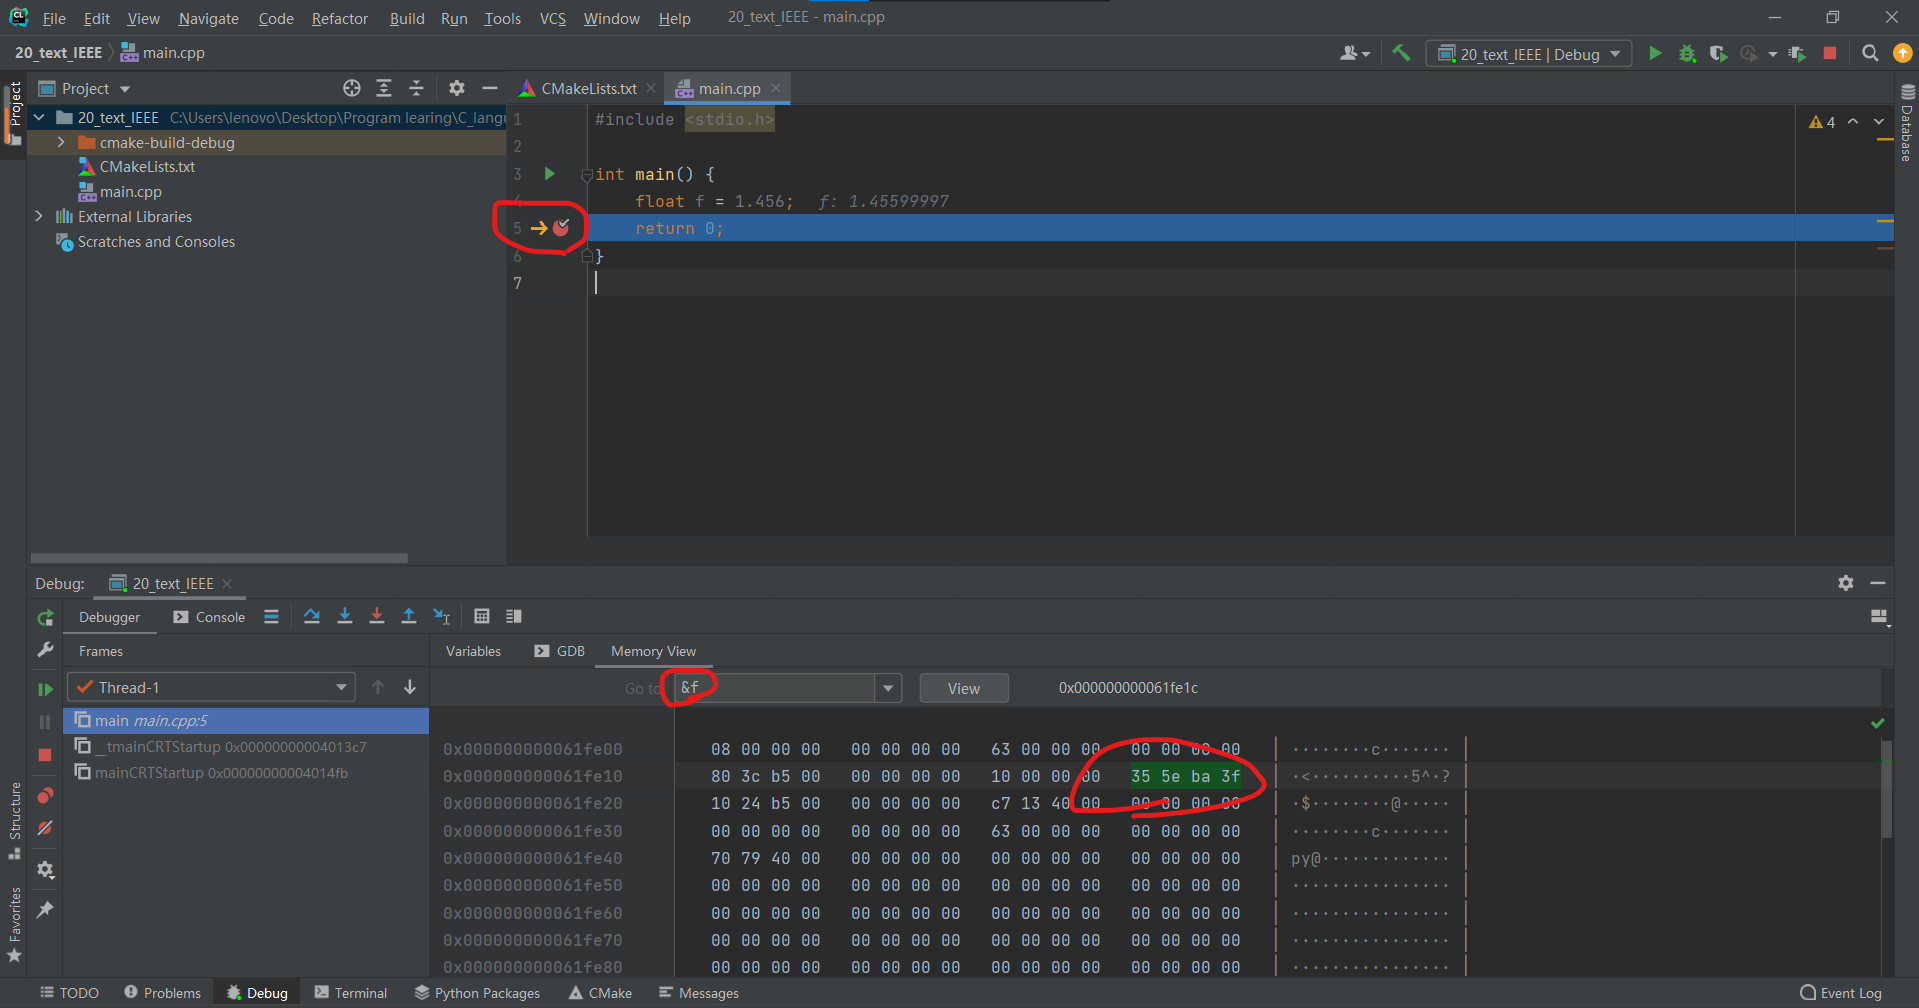 File Edit View Navigate Code Refactor Build Run Tools VCS Window Help 20_text_IEEE - main.cpp
20_text_IEEE main.cpp 20_text_IEEE | Debug
Project
Project
CMakeLists.txt main.cpp
20_text_IEEE C:\Users\lenovo\Desktop\Program learing\C_langu
cmake-build-debug
CMakeLists.txt
main.cpp
External Libraries
Scratches and Consoles
1 #include <stdio.h>
2
3 int main() {
4 float f = 1.456; f: 1.45599997
5 return 0;
6 }
7
4
Database
Debug: 20_text_IEEE
Debugger Console
Frames
Variables GDB Memory View
Thread-1
Go to &f View 0x000000000061fe1c
main main.cpp:5
__tmainCRTStartup 0x00000000004013c7
mainCRTStartup 0x00000000004014fb
0x000000000061fe00 08 00 00 00 00 00 00 00 63 00 00 00 00 00 00 00 ········c·······
0x000000000061fe10 80 3c b5 00 00 00 00 00 10 00 00 00 35 5e ba 3f ·<··········5^·?
0x000000000061fe20 10 24 b5 00 00 00 00 00 c7 13 40 00 00 00 00 00 ·$········@·····
0x000000000061fe30 00 00 00 00 00 00 00 00 63 00 00 00 00 00 00 00 ········c·······
0x000000000061fe40 70 79 40 00 00 00 00 00 00 00 00 00 00 00 00 00 py@·············
0x000000000061fe50 00 00 00 00 00 00 00 00 00 00 00 00 00 00 00 00 ················
0x000000000061fe60 00 00 00 00 00 00 00 00 00 00 00 00 00 00 00 00 ················
0x000000000061fe70 00 00 00 00 00 00 00 00 00 00 00 00 00 00 00 00 ················
0x000000000061fe80 00 00 00 00 00 00 00 00 00 00 00 00 00 00 00 00 ················
Structure
Favorites
TODO Problems Debug Terminal Python Packages CMake Messages Event Log